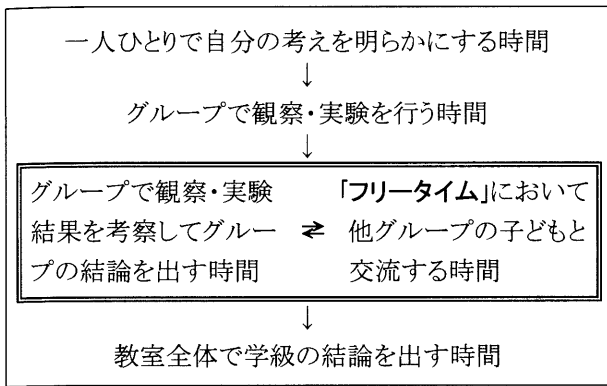 一人ひとりで自分の考えを明らかにする時間
↓
グループで観察・実験を行う時間
↓
グループで観察・実験
結果を考察してグルー
プの結論を出す時間
⇄
「フリータイム」において
他グループの子どもと
交流する時間
↓
教室全体で学級の結論を出す時間